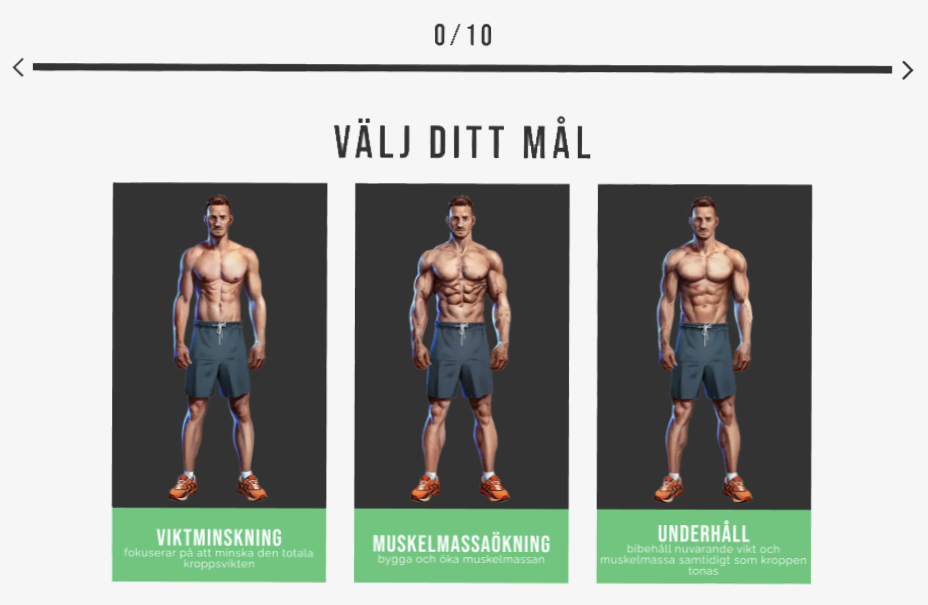 0/10
VÄLJ DITT MÅL
VIKTMINSKNING
fokuserar på att minska den totala
kroppsvikten
MUSKELMASSAÖKNING
bygga och öka muskelmassan
UNDERHÅLL
bibehåll nuvarande vikt och
muskelmassa samtidigt som kroppen
tonas